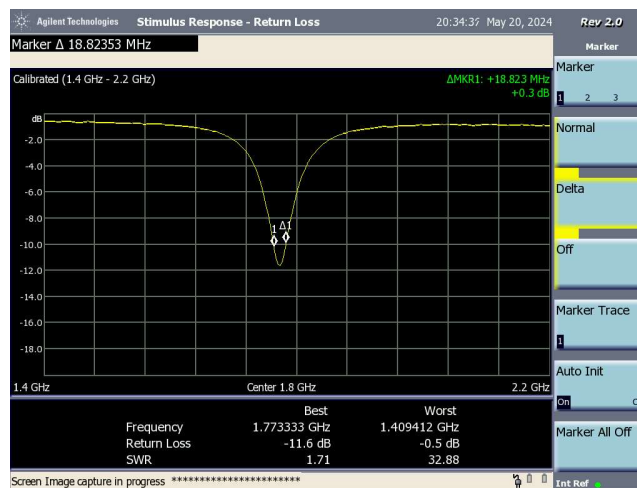 Agilent Technologies Stimulus Response - Return Loss 20:34:37 May 20, 2024 Rev 2.0
Marker Δ 18.82353 MHz
Marker
Calibrated (1.4 GHz - 2.2 GHz)
ΔMKR1: +18.823 MHz
+0.3 dB
Marker
1 2 3
Normal
Delta
Off
Marker Trace
1
Auto Init
On O
Marker All Off
dB
-2.0
-4.0
-6.0
-8.0
-10.0
-12.0
-14.0
-16.0
-18.0
1 Δ1
1.4 GHz Center 1.8 GHz 2.2 GHz
Best Worst
Frequency 1.773333 GHz 1.409412 GHz
Return Loss -11.6 dB -0.5 dB
SWR 1.71 32.88
Screen Image capture in progress ************************
Int Ref